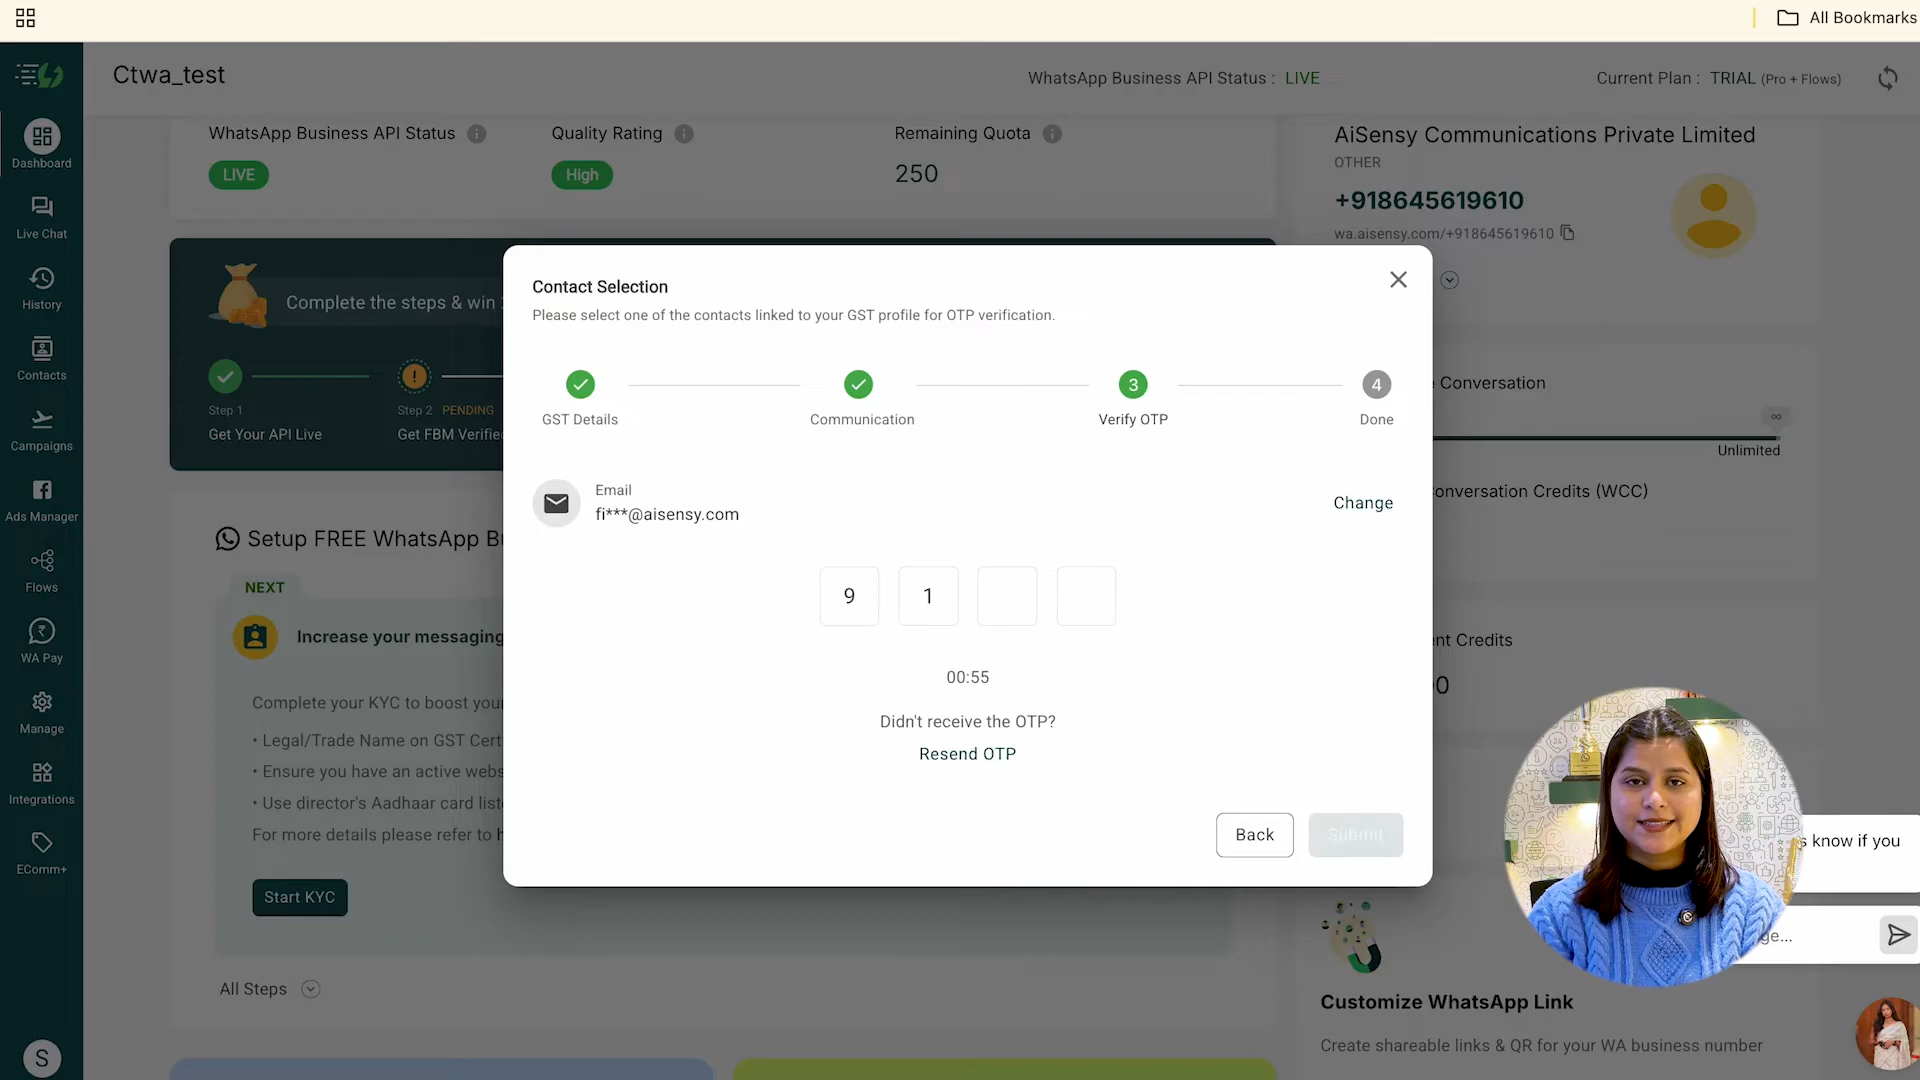 All Bookmarks
Ctwa_test
WhatsApp Business API Status : LIVE
Current Plan : TRIAL (Pro + Flows)
Dashboard
Live Chat
History
Contacts
Campaigns
Ads Manager
Flows
WA Pay
Manage
Integrations
EComm+
S
WhatsApp Business API Status
LIVE
Quality Rating
High
Remaining Quota
250
Complete the steps & win
Step 1
Get Your API Live
Step 2 PENDING
Get FBM Verified
Setup FREE WhatsApp
NEXT
Increase your messaging
Complete your KYC to boost your
• Legal/Trade Name on GST
• Ensure you have an active
• Use director's Aadhaar card
For more details please refer to
Start KYC
All Steps
Contact Selection
Please select one of the contacts linked to your GST profile for OTP verification.
GST Details
Communication
3
Verify OTP
4
Done
Email
fi***@aisensy.com
Change
9 1
00:55
Didn't receive the OTP?
Resend OTP
Back
Submit
AiSensy Communications Private Limited
OTHER
+918645619610
wa.aisensy.com/+918645619610
Conversation
∞
Unlimited
Conversation Credits (WCC)
Credits
know if you
Customize WhatsApp Link
Create shareable links & QR for your WA business number